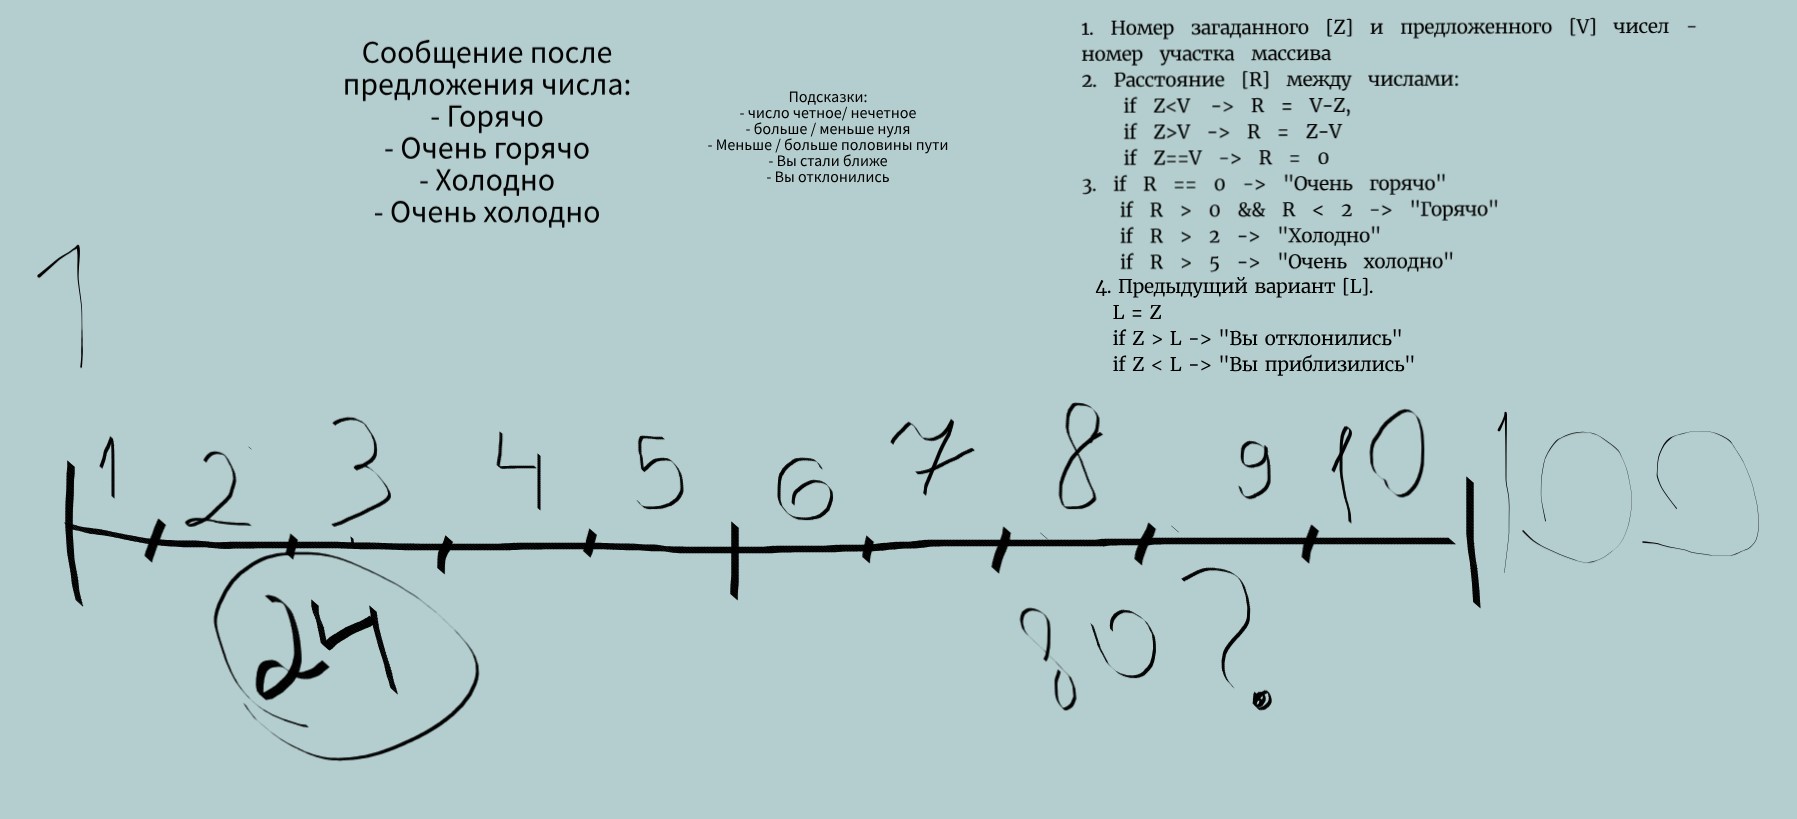 Сообщение после
предложения числа:
- Горячо
- Очень горячо
- Холодно
- Очень холодно
Подсказки:
- число четное/ нечетное
- больше / меньше нуля
- Меньше / больше половины пути
- Вы стали ближе
- Вы отклонились
1. Номер загаданного [Z] и предложенного [V] чисел -
номер участка массива
2. Расстояние [R] между числами:
if Z<V -> R = V-Z,
if Z>V -> R = Z-V
if Z==V -> R = 0
3. if R == 0 -> "Очень горячо"
if R > 0 && R < 2 -> "Горячо"
if R > 2 -> "Холодно"
if R > 5 -> "Очень холодно"
4. Предыдущий вариант [L].
L = Z
if Z > L -> "Вы отклонились"
if Z < L -> "Вы приблизились"
1
1 2 3 4 5 6 7 8 9 10 100
24 80?